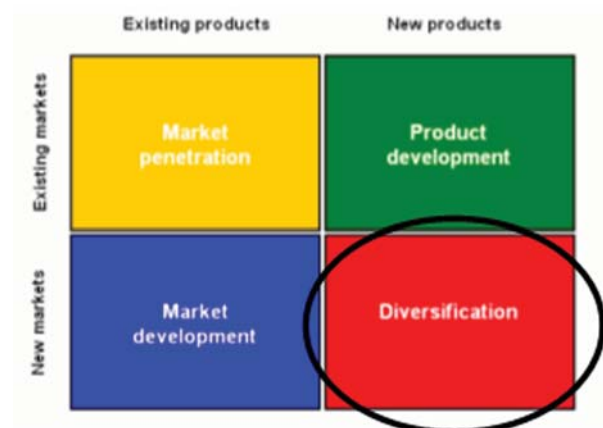 Existing products
New products
Existing markets
Market
penetration
Product
development
New markets
Market
development
Diversification